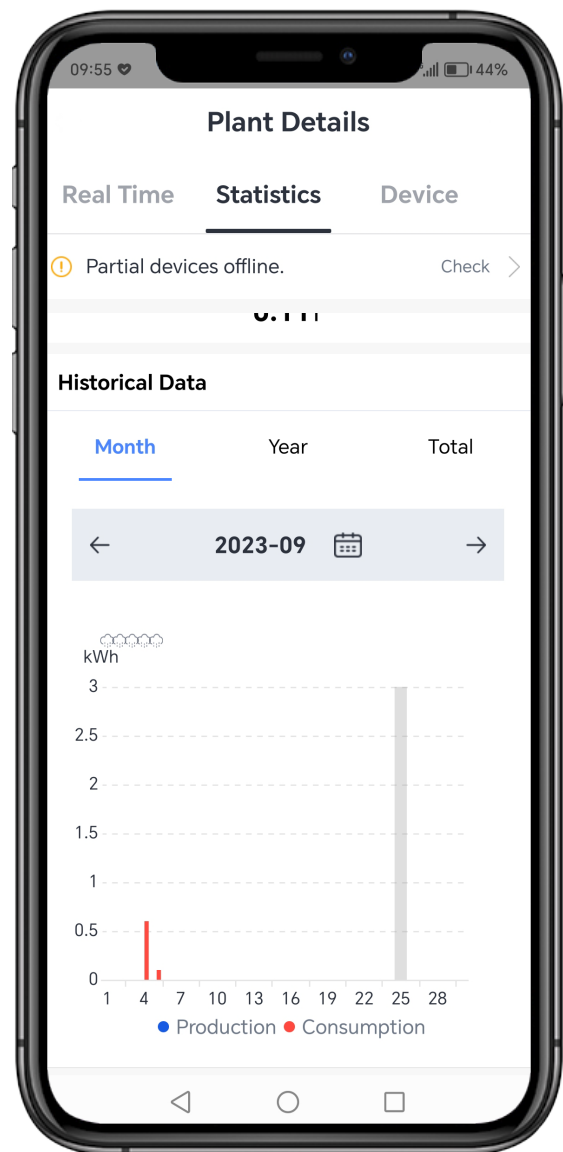 09:55 44%
Plant Details
Real Time Statistics Device
Partial devices offline. Check
Historical Data
Month Year Total
2023-09
kWh
3
2.5
2
1.5
1
0.5
0
1 4 7 10 13 16 19 22 25 28
Production Consumption